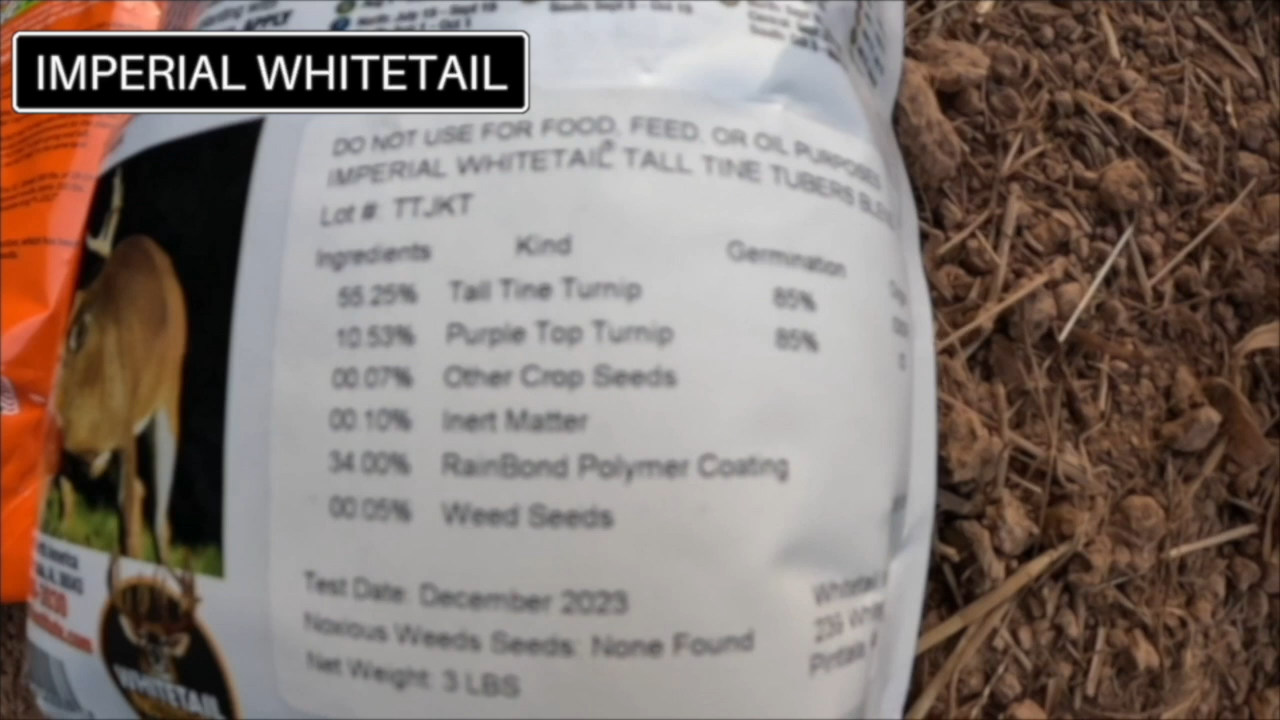 IMPERIAL WHITETAIL
APPLY
DO NOT USE FOR FOOD, FEED, OR OIL PURPOSES
IMPERIAL WHITETAIL TALL TINE TUBERS
Lot #: TTJKT
Ingredients Kind Germination
55.25% Tall Tine Turnip 85%
10.53% Purple Top Turnip 85%
00.07% Other Crop Seeds
00.10% Inert Matter
34.00% RainBond Polymer Coating
00.05% Weed Seeds
Test Date: December 2023
Noxious Weeds Seeds: None Found
Net Weight: 3 LBS
WHITETAIL